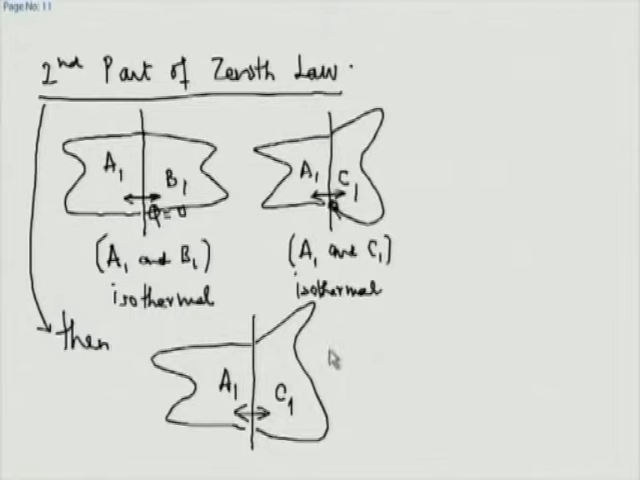 Page No: 11
2nd Part of Zeroth Law.
A1 B1
Q=0
A1 C1
Q
(A1 and B1)
isothermal
(A1 and C1)
isothermal
then
A1 C1